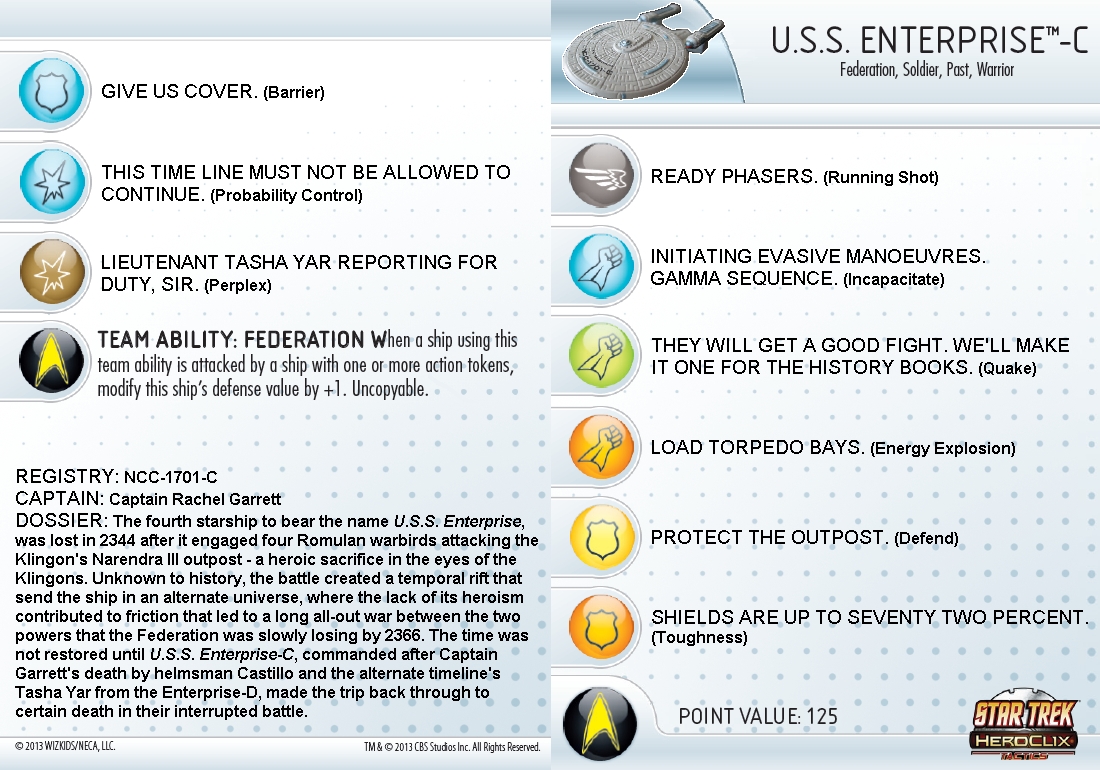 GIVE US COVER. (Barrier)
THIS TIME LINE MUST NOT BE ALLOWED TO
CONTINUE. (Probability Control)
LIEUTENANT TASHA YAR REPORTING FOR
DUTY, SIR. (Perplex)
TEAM ABILITY: FEDERATION When a ship using this
team ability is attacked by a ship with one or more action tokens,
modify this ship's defense value by +1. Uncopyable.
REGISTRY: NCC-1701-C
CAPTAIN: Captain Rachel Garrett
DOSSIER: The fourth starship to bear the name U.S.S. Enterprise,
was lost in 2344 after it engaged four Romulan warbirds attacking the
Klingon's Narendra III outpost - a heroic sacrifice in the eyes of the
Klingons. Unknown to history, the battle created a temporal rift that
send the ship in an alternate universe, where the lack of its heroism
contributed to friction that led to a long all-out war between the two
powers that the Federation was slowly losing by 2366. The time was
not restored until U.S.S. Enterprise-C, commanded after Captain
Garrett's death by helmsman Castillo and the alternate timeline's
Tasha Yar from the Enterprise-D, made the trip back through to
certain death in their interrupted battle.
© 2013 WIZKIDS/NECA, LLC.
TM & © 2013 CBS Studios Inc. All Rights Reserved.
U.S.S. ENTERPRISE™-C
Federation, Soldier, Past, Warrior
READY PHASERS. (Running Shot)
INITIATING EVASIVE MANOEUVRES.
GAMMA SEQUENCE. (Incapacitate)
THEY WILL GET A GOOD FIGHT. WE'LL MAKE
IT ONE FOR THE HISTORY BOOKS. (Quake)
LOAD TORPEDO BAYS. (Energy Explosion)
PROTECT THE OUTPOST. (Defend)
SHIELDS ARE UP TO SEVENTY TWO PERCENT.
(Toughness)
POINT VALUE: 125
STAR TREK
HEROCLIX
TACTICS